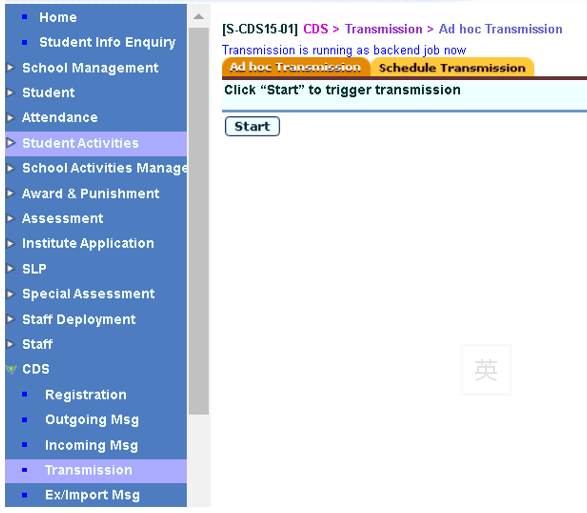 Home
Student Info Enquiry
School Management
Student
Attendance
Student Activities
School Activities Manage
Award & Punishment
Assessment
Institute Application
SLP
Special Assessment
Staff Deployment
Staff
CDS
Registration
Outgoing Msg
Incoming Msg
Transmission
Ex/Import Msg
[S-CDS15-01] CDS > Transmission > Ad hoc Transmission
Transmission is running as backend job now
Ad hoc Transmission Schedule Transmission
Click “Start” to trigger transmission
Start
英